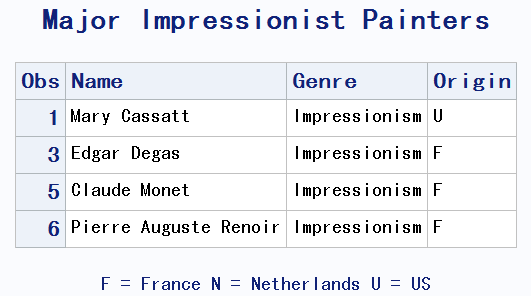 Major Impressionist Painters
Obs Name Genre Origin
1 Mary Cassatt Impressionism U
3 Edgar Degas Impressionism F
5 Claude Monet Impressionism F
6 Pierre Auguste Renoir Impressionism F
F = France N = Netherlands U = US